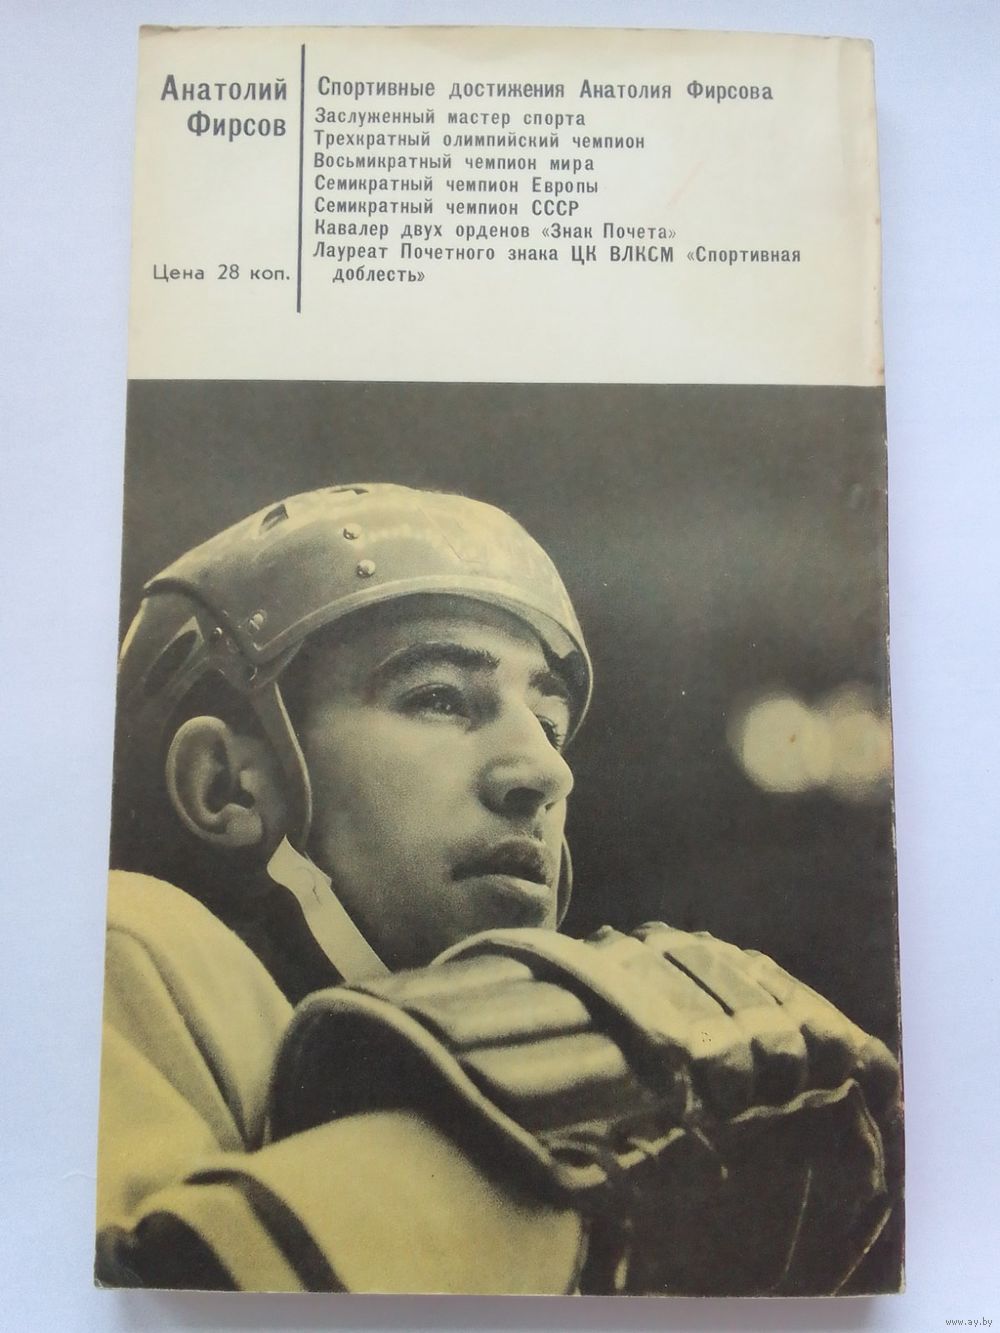 Анатолий
Фирсов
Цена 28 коп.
Спортивные достижения Анатолия Фирсова
Заслуженный мастер спорта
Трехкратный олимпийский чемпион
Восьмикратный чемпион мира
Семикратный чемпион Европы
Семикратный чемпион СССР
Кавалер двух орденов «Знак Почета»
Лауреат Почетного знака ЦК ВЛКСМ «Спортивная
доблесть»
www.ay.by